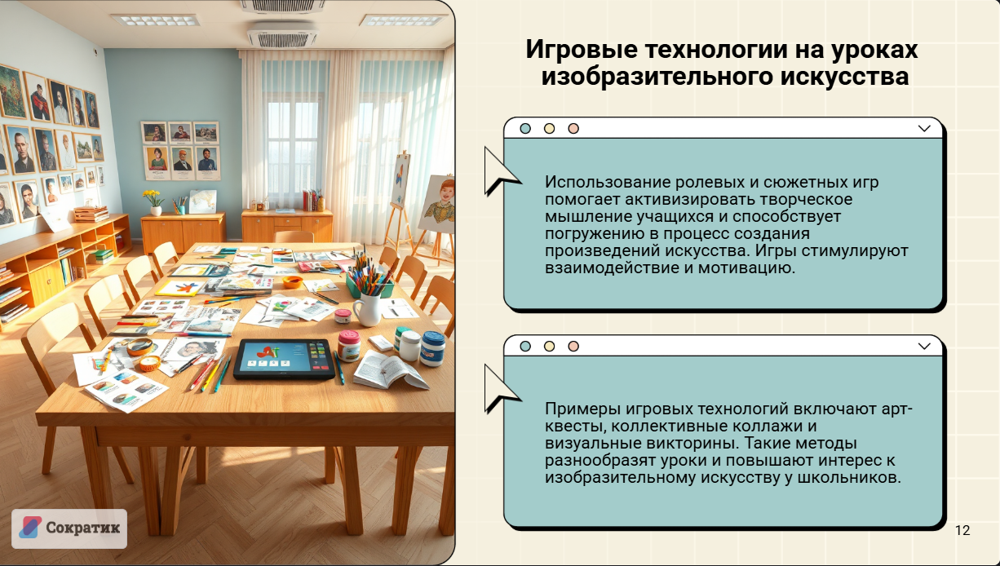 Игровые технологии на уроках
изобразительного искусства
Использование ролевых и сюжетных игр
помогает активизировать творческое
мышление учащихся и способствует
погружению в процесс создания
произведений искусства. Игры стимулируют
взаимодействие и мотивацию.
Примеры игровых технологий включают арт-
квесты, коллективные коллажи и
визуальные викторины. Такие методы
разнообразят уроки и повышают интерес к
изобразительному искусству у школьников.
Сократик
12